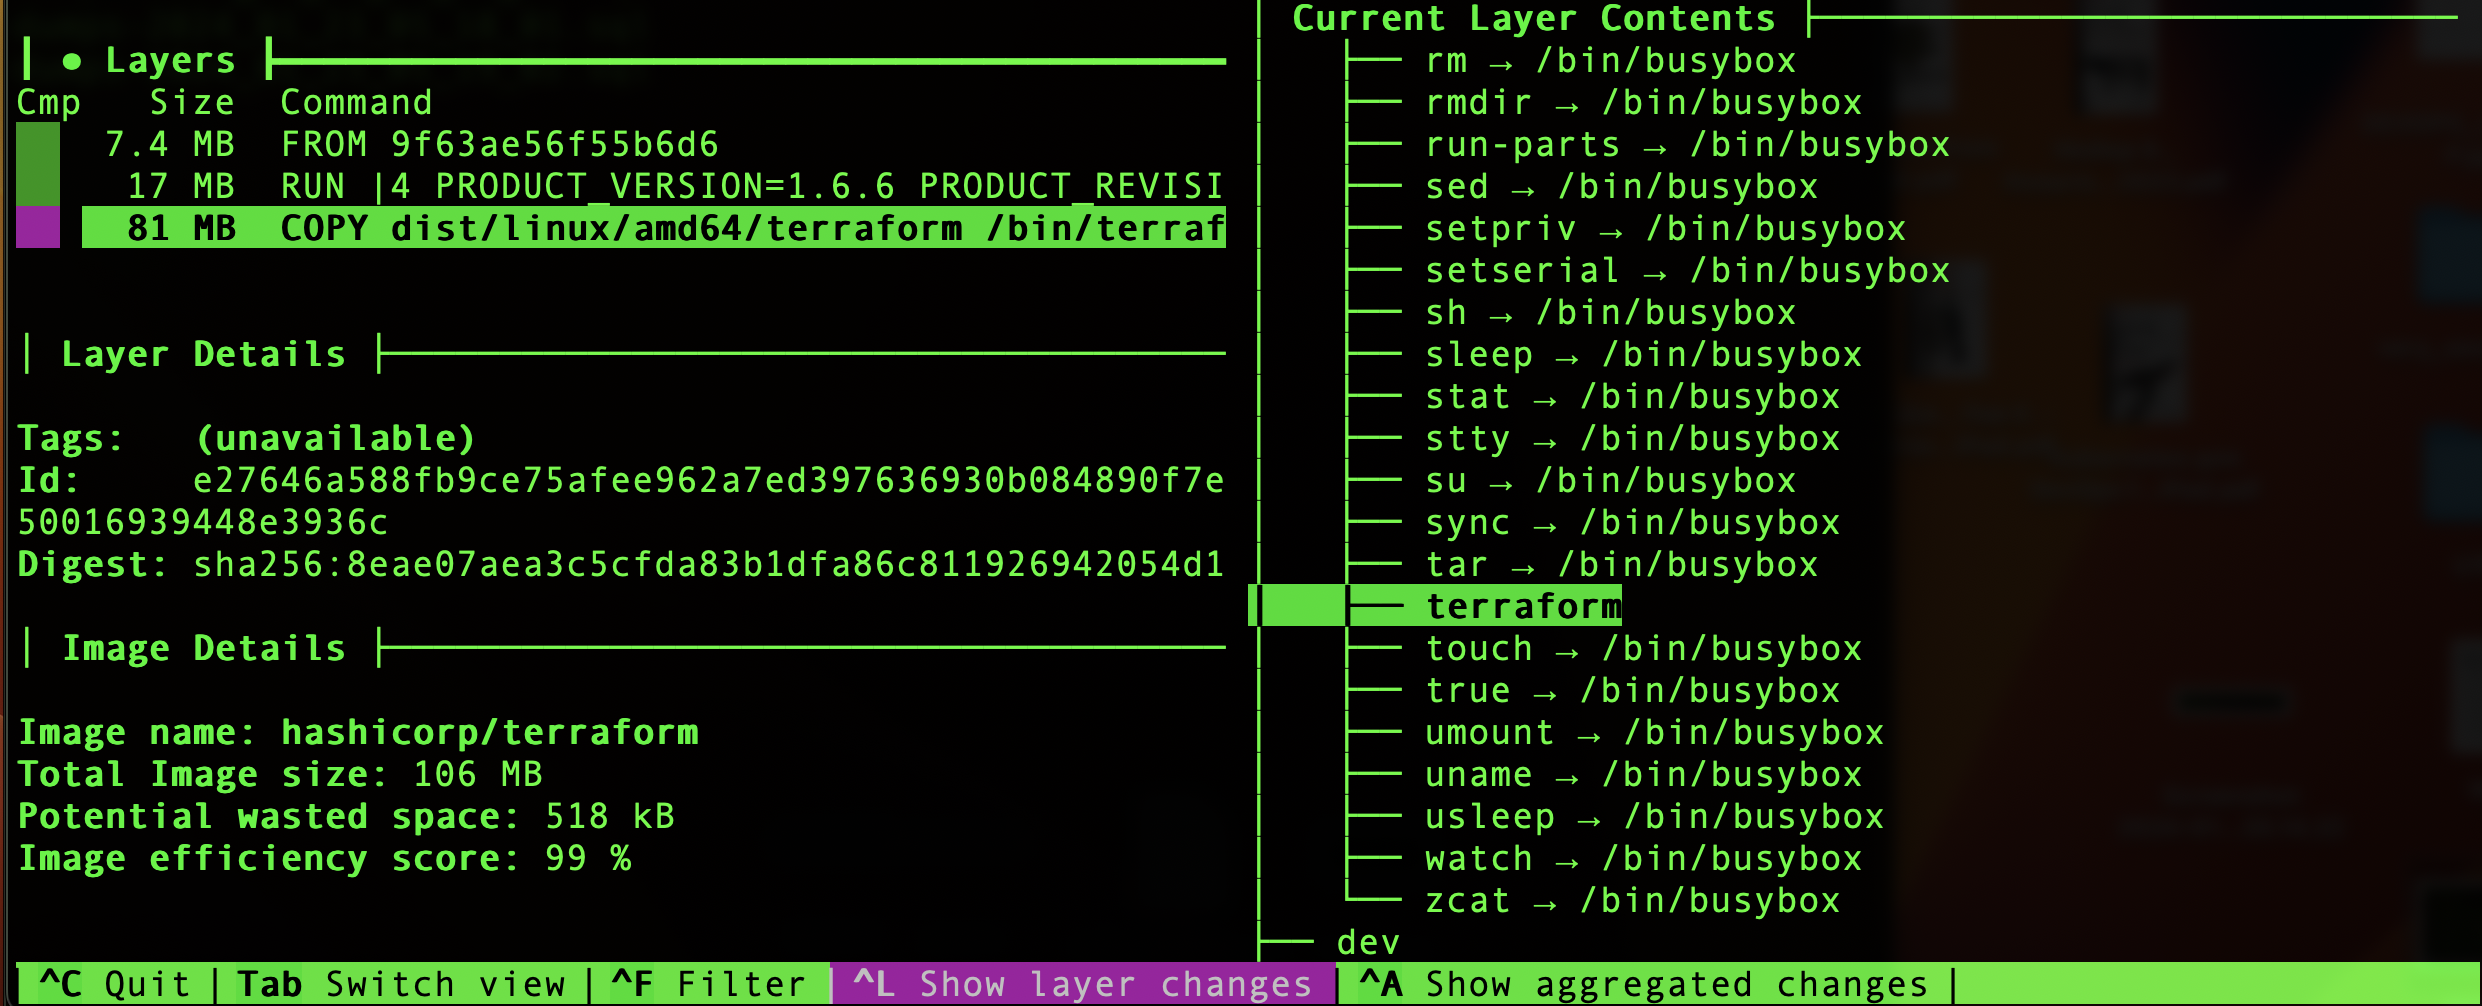 ● Layers
Cmp Size Command
7.4 MB FROM 9f63ae56f55b6d6
17 MB RUN |4 PRODUCT_VERSION=1.6.6 PRODUCT_REVISI
81 MB COPY dist/linux/amd64/terraform /bin/terraf
Layer Details
Tags: (unavailable)
Id: e27646a588fb9ce75afee962a7ed397636930b084890f7e
50016939448e3936c
Digest: sha256:8eae07aea3c5cfda83b1dfa86c811926942054d1
Image Details
Image name: hashicorp/terraform
Total Image size: 106 MB
Potential wasted space: 518 kB
Image efficiency score: 99 %
Current Layer Contents
├── rm → /bin/busybox
├── rmdir → /bin/busybox
├── run-parts → /bin/busybox
├── sed → /bin/busybox
├── setpriv → /bin/busybox
├── setserial → /bin/busybox
├── sh → /bin/busybox
├── sleep → /bin/busybox
├── stat → /bin/busybox
├── stty → /bin/busybox
├── su → /bin/busybox
├── sync → /bin/busybox
├── tar → /bin/busybox
├── terraform
├── touch → /bin/busybox
├── true → /bin/busybox
├── umount → /bin/busybox
├── uname → /bin/busybox
├── usleep → /bin/busybox
├── watch → /bin/busybox
└── zcat → /bin/busybox
├── dev
^C Quit | Tab Switch view | ^F Filter | ^L Show layer changes | ^A Show aggregated changes |